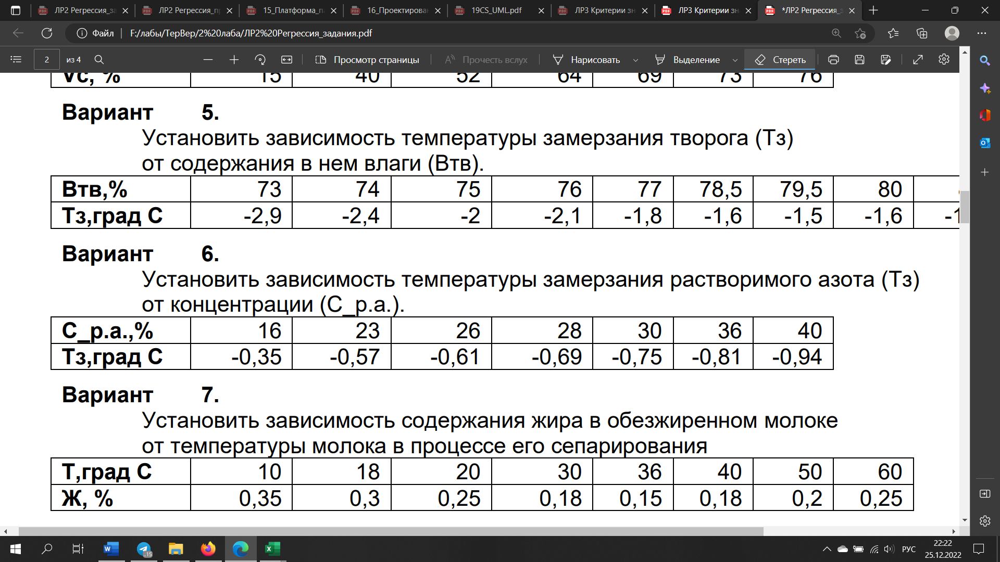 ЛР2 Регрессия_за
ЛР2 Регрессия_п
15_Платформа_п
16_Проектирова
19CS_UML.pdf
ЛР3 Критерии зн
ЛР3 Критерии зн
*ЛР2 Регрессия_з
Файл F:/лабы/ТерВер/2%20лаба/ЛР2%20Регрессия_задания.pdf
2 из 4 Просмотр страницы Прочесть вслух Нарисовать Выделение Стереть
Vc, % 15 40 52 64 69 73 76
Вариант 5.
Установить зависимость температуры замерзания творога (Тз)
от содержания в нем влаги (Втв).
Втв,% 73 74 75 76 77 78,5 79,5 80
Тз,град С -2,9 -2,4 -2 -2,1 -1,8 -1,6 -1,5 -1,6 -1
Вариант 6.
Установить зависимость температуры замерзания растворимого азота (Тз)
от концентрации (С_р.а.).
С_р.а.,% 16 23 26 28 30 36 40
Тз,град С -0,35 -0,57 -0,61 -0,69 -0,75 -0,81 -0,94
Вариант 7.
Установить зависимость содержания жира в обезжиренном молоке
от температуры молока в процессе его сепарирования
Т,град С 10 18 20 30 36 40 50 60
Ж, % 0,35 0,3 0,25 0,18 0,15 0,18 0,2 0,25
РУС
22:22
25.12.2022